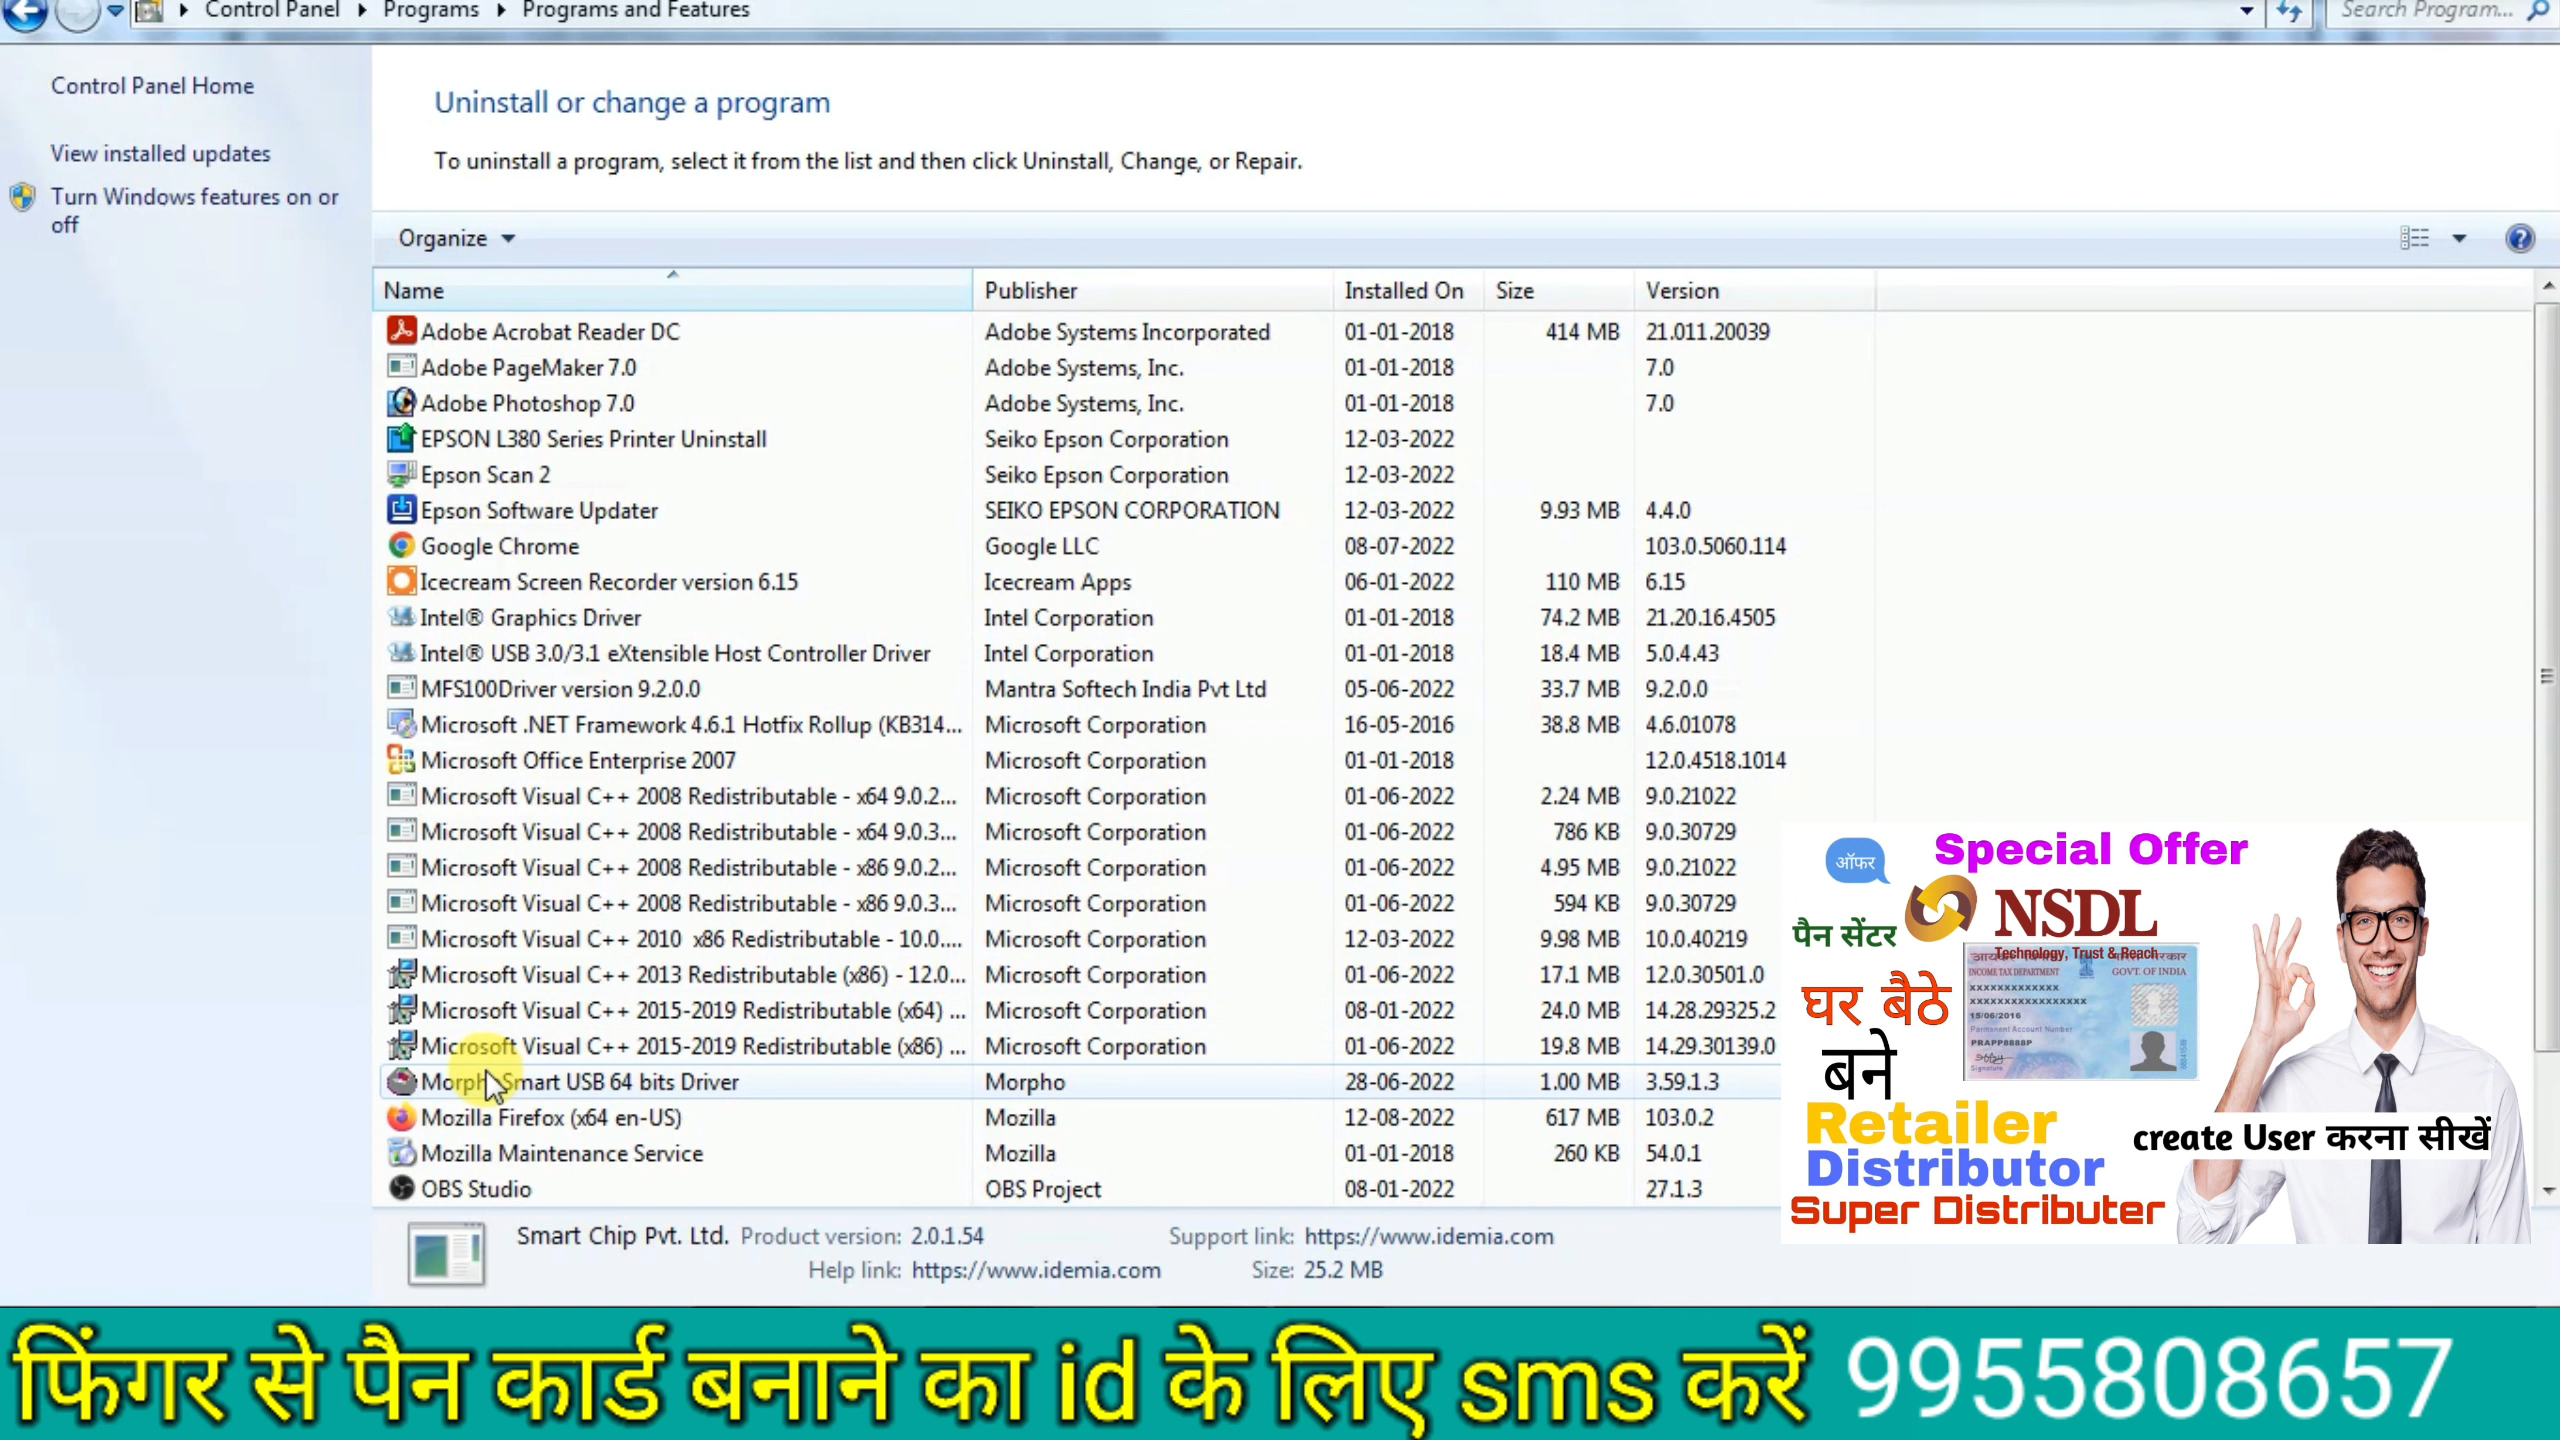 Control Panel ▸ Programs ▸ Programs and Features
Search Program...
Control Panel Home
View installed updates
Turn Windows features on or
off
Uninstall or change a program
To uninstall a program, select it from the list and then click Uninstall, Change, or Repair.
Organize
Name Publisher Installed On Size Version
Adobe Acrobat Reader DC Adobe Systems Incorporated 01-01-2018 414 MB 21.011.20039
Adobe PageMaker 7.0 Adobe Systems, Inc. 01-01-2018 7.0
Adobe Photoshop 7.0 Adobe Systems, Inc. 01-01-2018 7.0
EPSON L380 Series Printer Uninstall Seiko Epson Corporation 12-03-2022
Epson Scan 2 Seiko Epson Corporation 12-03-2022
Epson Software Updater SEIKO EPSON CORPORATION 12-03-2022 9.93 MB 4.4.0
Google Chrome Google LLC 08-07-2022 103.0.5060.114
Icecream Screen Recorder version 6.15 Icecream Apps 06-01-2022 110 MB 6.15
Intel® Graphics Driver Intel Corporation 01-01-2018 74.2 MB 21.20.16.4505
Intel® USB 3.0/3.1 eXtensible Host Controller Driver Intel Corporation 01-01-2018 18.4 MB 5.0.4.43
MFS100Driver version 9.2.0.0 Mantra Softech India Pvt Ltd 05-06-2022 33.7 MB 9.2.0.0
Microsoft .NET Framework 4.6.1 Hotfix Rollup (KB314... Microsoft Corporation 16-05-2016 38.8 MB 4.6.01078
Microsoft Office Enterprise 2007 Microsoft Corporation 01-01-2018 12.0.4518.1014
Microsoft Visual C++ 2008 Redistributable - x64 9.0.2... Microsoft Corporation 01-06-2022 2.24 MB 9.0.21022
Microsoft Visual C++ 2008 Redistributable - x64 9.0.3... Microsoft Corporation 01-06-2022 786 KB 9.0.30729
Microsoft Visual C++ 2008 Redistributable - x86 9.0.2... Microsoft Corporation 01-06-2022 4.95 MB 9.0.21022
Microsoft Visual C++ 2008 Redistributable - x86 9.0.3... Microsoft Corporation 01-06-2022 594 KB 9.0.30729
Microsoft Visual C++ 2010 x86 Redistributable - 10.0.... Microsoft Corporation 12-03-2022 9.98 MB 10.0.40219
Microsoft Visual C++ 2013 Redistributable (x86) - 12.0... Microsoft Corporation 01-06-2022 17.1 MB 12.0.30501.0
Microsoft Visual C++ 2015-2019 Redistributable (x64) ... Microsoft Corporation 08-01-2022 24.0 MB 14.28.29325.2
Microsoft Visual C++ 2015-2019 Redistributable (x86) ... Microsoft Corporation 01-06-2022 19.8 MB 14.29.30139.0
Morpho Smart USB 64 bits Driver Morpho 28-06-2022 1.00 MB 3.59.1.3
Mozilla Firefox (x64 en-US) Mozilla 12-08-2022 617 MB 103.0.2
Mozilla Maintenance Service Mozilla 01-01-2018 260 KB 54.0.1
OBS Studio OBS Project 08-01-2022 27.1.3
Smart Chip Pvt. Ltd. Product version: 2.0.1.54 Support link: https://www.idemia.com
Help link: https://www.idemia.com Size: 25.2 MB
ऑफर
Special Offer
NSDL
Technology, Trust & Reach
पैन सेंटर
INCOME TAX DEPARTMENT GOVT. OF INDIA
XXXXXXXXXXXXX
XXXXXXXXXXXXXXXXX
15/06/2016
Permanent Account Number
PRAPP8888P
Signature
घर बैठे
बने
Retailer
Distributor
Super Distributer
create User करना सीखें
फिंगर से पैन कार्ड बनाने का id के लिए sms करें 9955808657